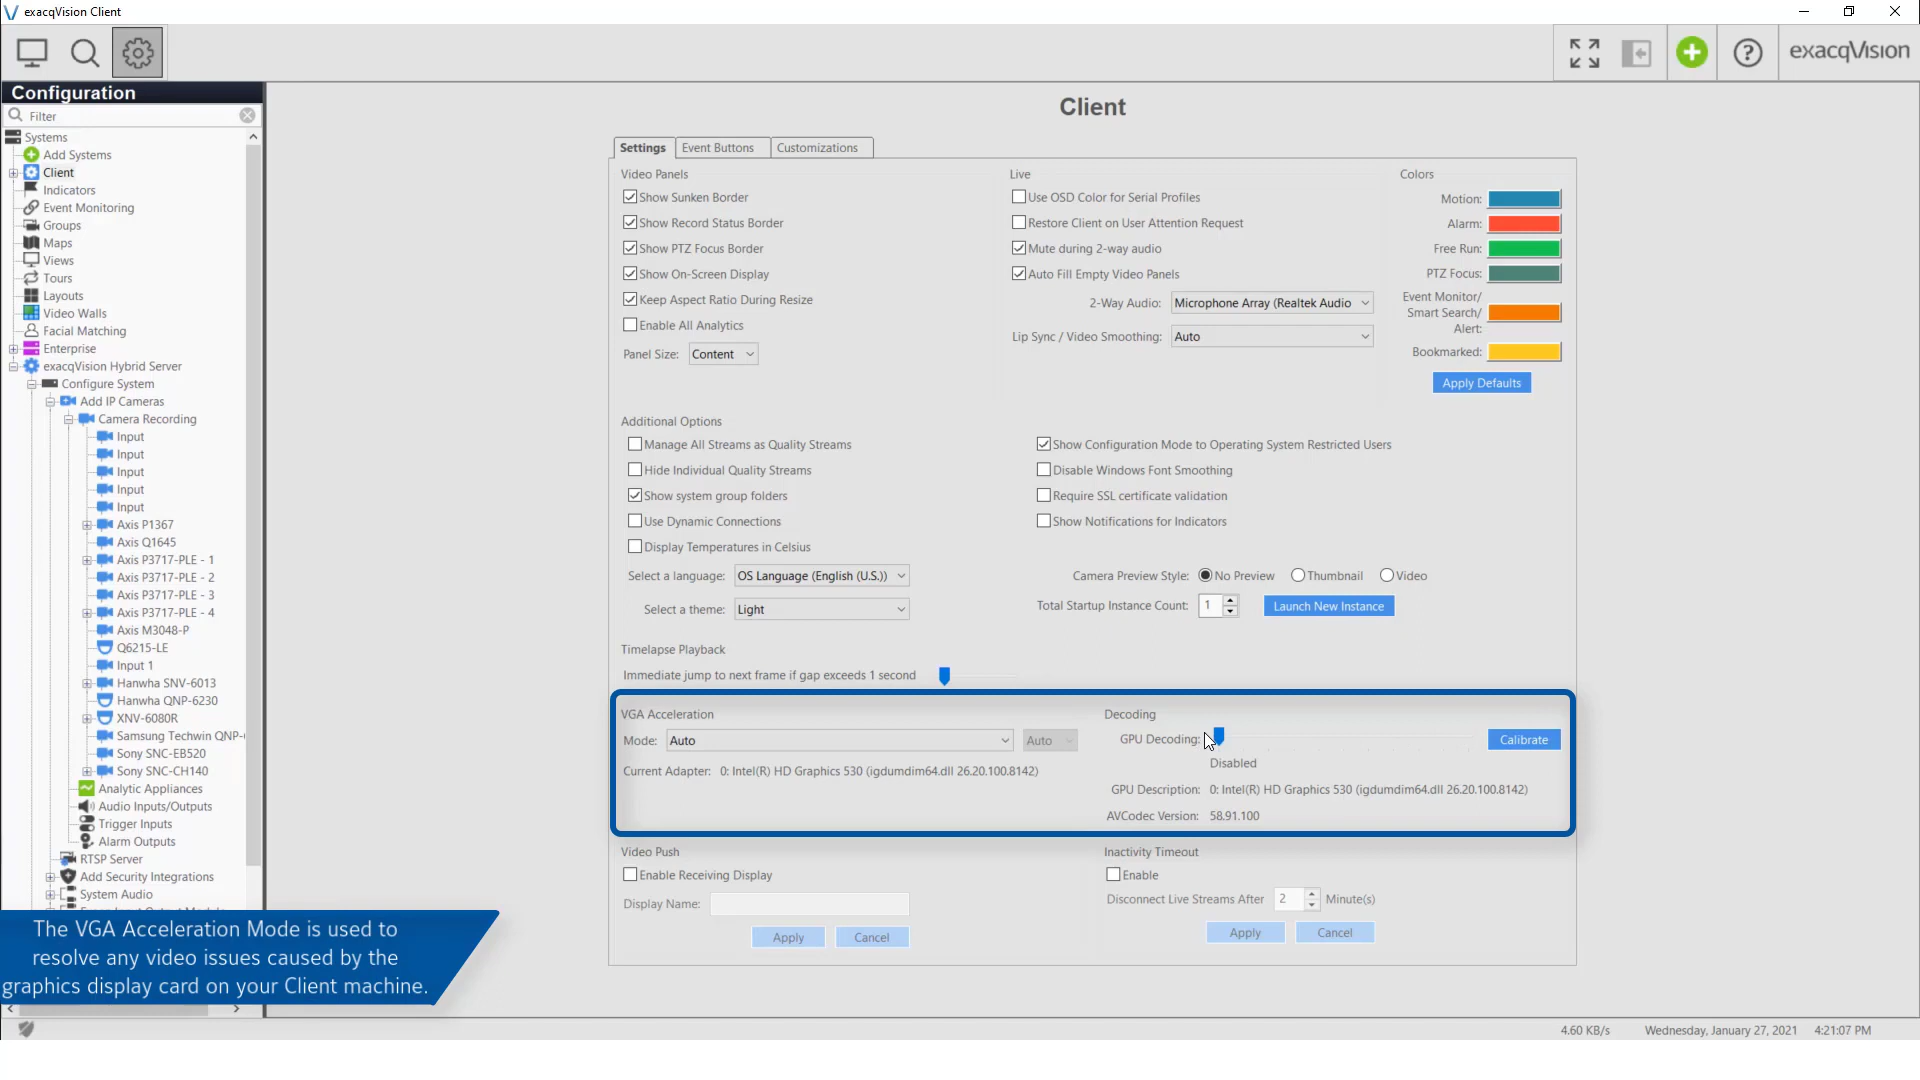 exacqVision Client
exacqVision
Configuration
Filter
Systems
Add Systems
Client
Indicators
Event Monitoring
Groups
Maps
Views
Tours
Layouts
Video Walls
Facial Matching
Enterprise
exacqVision Hybrid Server
Configure System
Add IP Cameras
Camera Recording
Input
Input
Input
Input
Input
Axis P1367
Axis Q1645
Axis P3717-PLE - 1
Axis P3717-PLE - 2
Axis P3717-PLE - 3
Axis P3717-PLE - 4
Axis M3048-P
Q6215-LE
Input 1
Hanwha SNV-6013
Hanwha QNP-6230
XNV-6080R
Samsung Techwin QNP-
Sony SNC-EB520
Sony SNC-CH140
Analytic Appliances
Audio Inputs/Outputs
Trigger Inputs
Alarm Outputs
RTSP Server
Add Security Integrations
System Audio
The VGA Acceleration Mode is used to
resolve any video issues caused by the
graphics display card on your Client machine.
Client
Settings Event Buttons Customizations
Video Panels
Show Sunken Border
Show Record Status Border
Show PTZ Focus Border
Show On-Screen Display
Keep Aspect Ratio During Resize
Enable All Analytics
Panel Size: Content
Live
Use OSD Color for Serial Profiles
Restore Client on User Attention Request
Mute during 2-way audio
Auto Fill Empty Video Panels
2-Way Audio: Microphone Array (Realtek Audio
Lip Sync / Video Smoothing: Auto
Colors
Motion:
Alarm:
Free Run:
PTZ Focus:
Event Monitor/
Smart Search/
Alert:
Bookmarked:
Apply Defaults
Additional Options
Manage All Streams as Quality Streams
Hide Individual Quality Streams
Show system group folders
Use Dynamic Connections
Display Temperatures in Celsius
Select a language: OS Language (English (U.S.))
Select a theme: Light
Show Configuration Mode to Operating System Restricted Users
Disable Windows Font Smoothing
Require SSL certificate validation
Show Notifications for Indicators
Camera Preview Style: No Preview Thumbnail Video
Total Startup Instance Count: 1 Launch New Instance
Timelapse Playback
Immediate jump to next frame if gap exceeds 1 second
VGA Acceleration
Mode: Auto Auto
Current Adapter: 0: Intel(R) HD Graphics 530 (igdumdim64.dll 26.20.100.8142)
Decoding
GPU Decoding: Calibrate
Disabled
GPU Description: 0: Intel(R) HD Graphics 530 (igdumdim64.dll 26.20.100.8142)
AVCodec Version: 58.91.100
Video Push
Enable Receiving Display
Display Name:
Apply Cancel
Inactivity Timeout
Enable
Disconnect Live Streams After 2 Minute(s)
Apply Cancel
4.60 KB/s Wednesday, January 27, 2021 4:21:07 PM